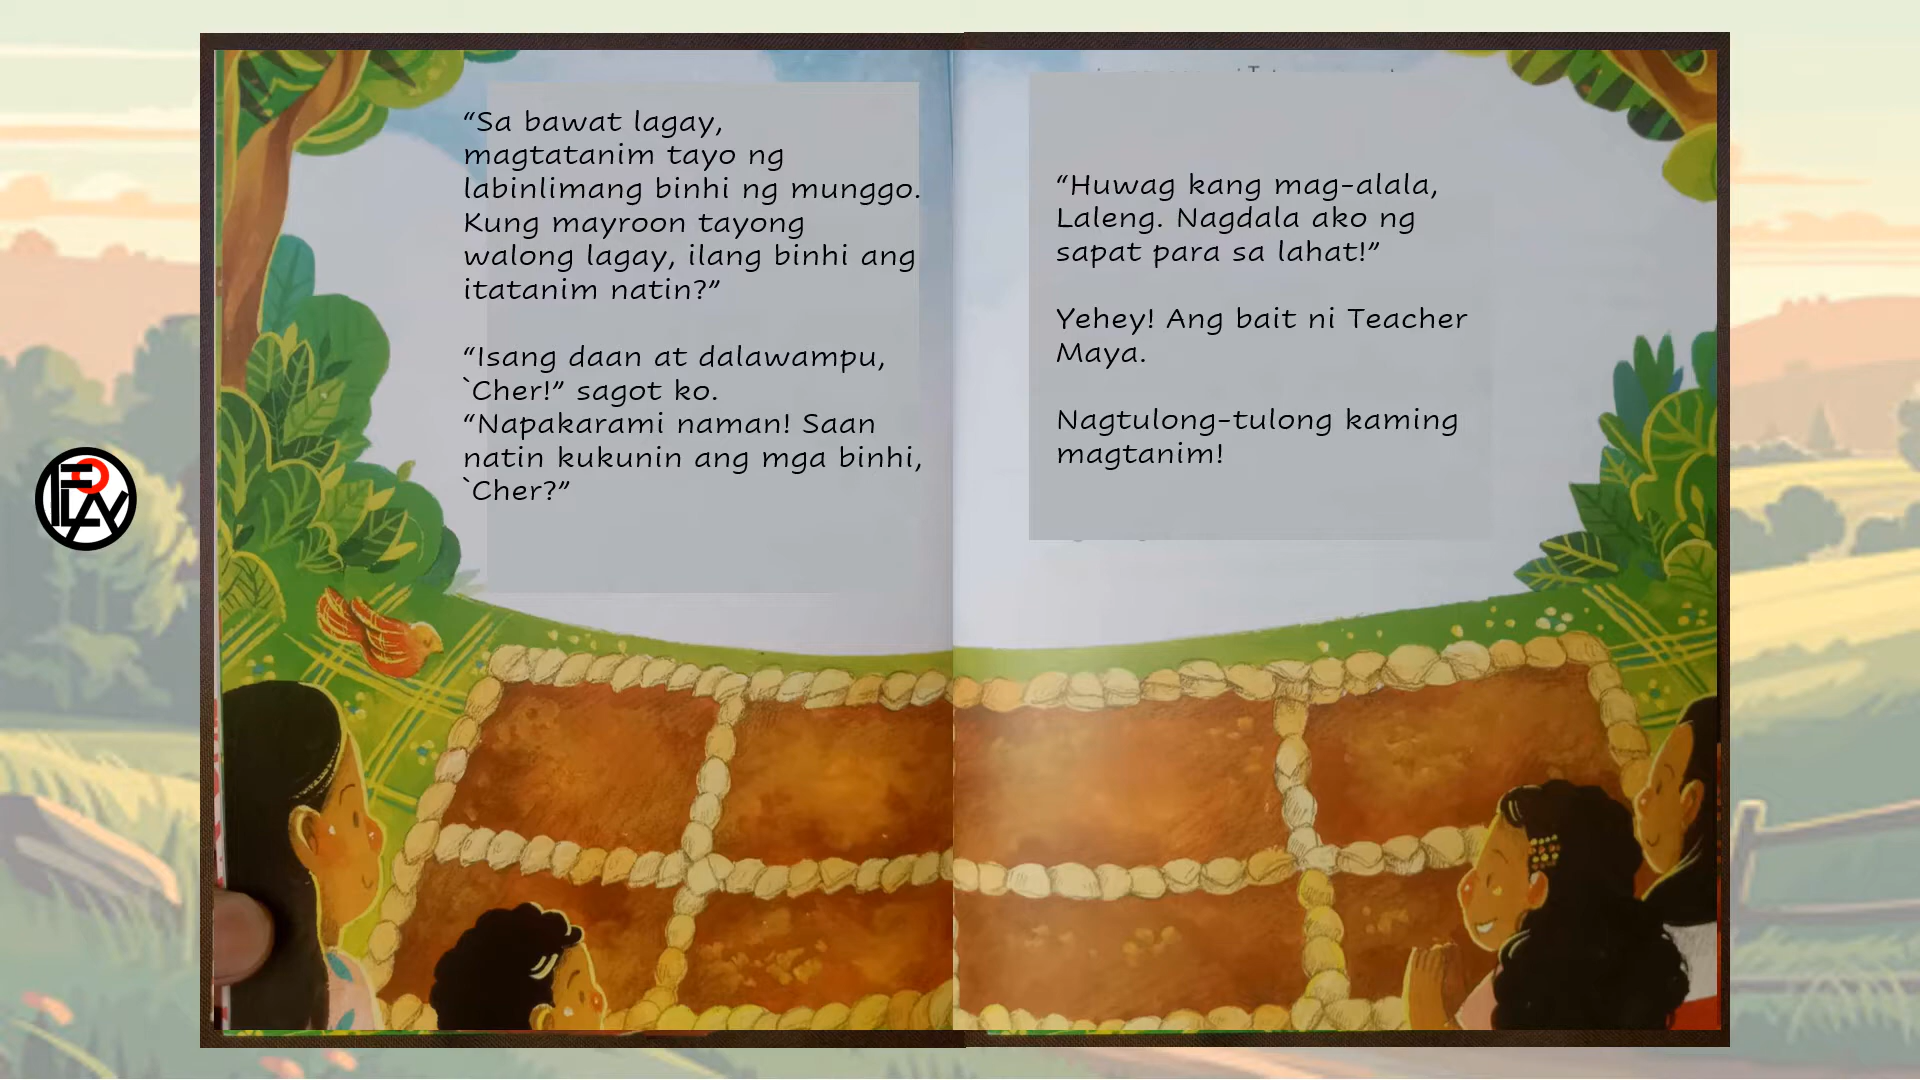 “Sa bawat lagay,
magtatanim tayo ng
labinlimang binhi ng munggo.
Kung mayroon tayong
walong lagay, ilang binhi ang
itatanim natin?”
“Isang daan at dalawampu,
`Cher!” sagot ko.
“Napakarami naman! Saan
natin kukunin ang mga binhi,
`Cher?”
“Huwag kang mag-alala,
Laleng. Nagdala ako ng
sapat para sa lahat!”
Yehey! Ang bait ni Teacher
Maya.
Nagtulong-tulong kaming
magtanim!